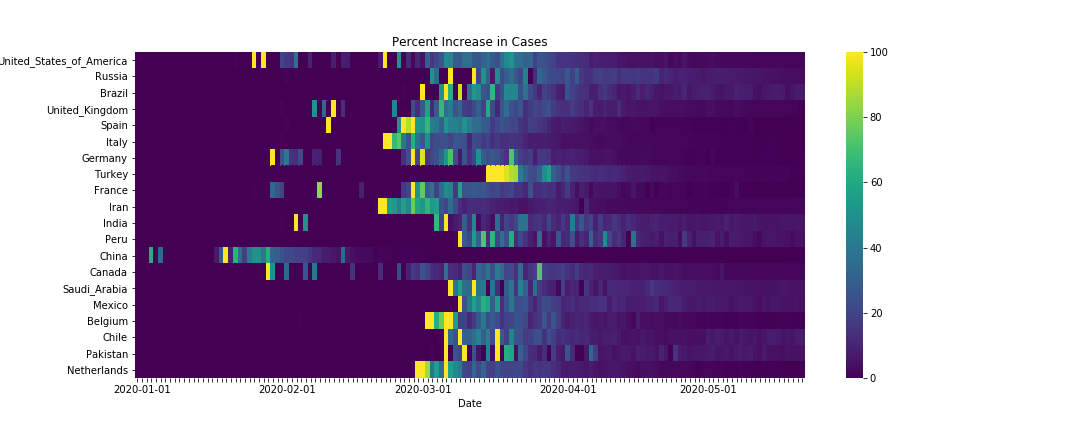 Percent Increase in Cases
United_States_of_America
Russia
Brazil
United_Kingdom
Spain
Italy
Germany
Turkey
France
Iran
India
Peru
China
Canada
Saudi_Arabia
Mexico
Belgium
Chile
Pakistan
Netherlands
2020-01-01 2020-02-01 2020-03-01 2020-04-01 2020-05-01
Date
100
80
60
40
20
0